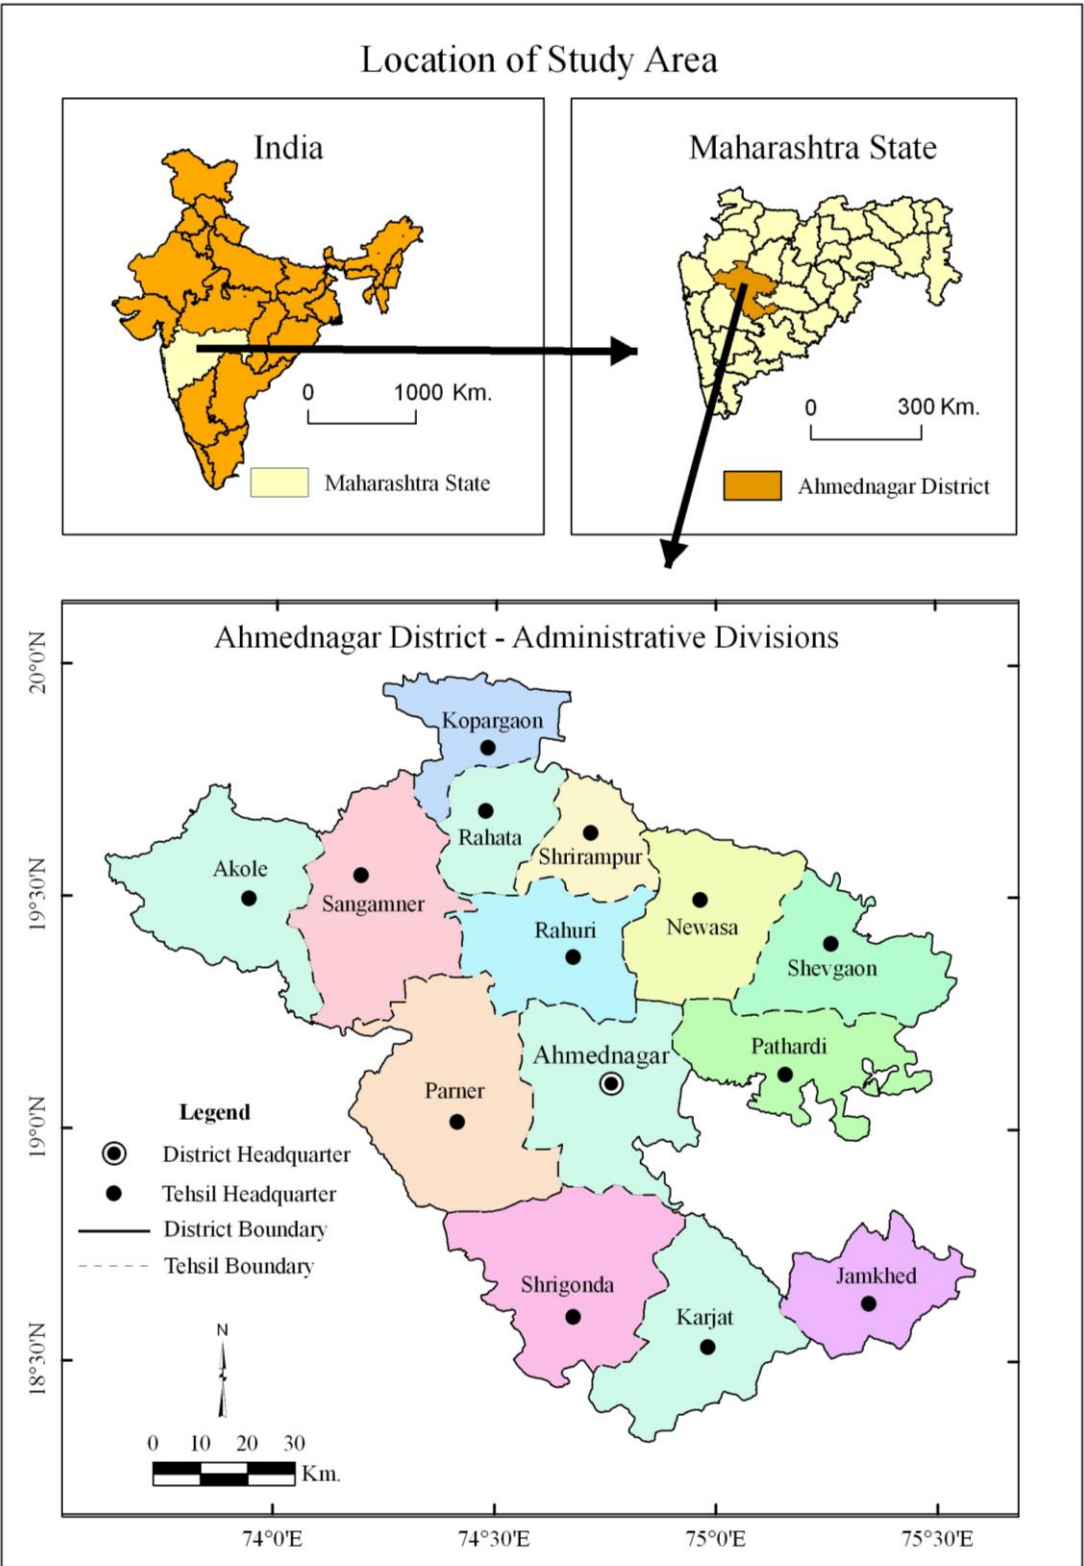 Location of Study Area
India
0 1000 Km.
Maharashtra State
Maharashtra State
0 300 Km.
Ahmednagar District
Ahmednagar District - Administrative Divisions
20°0'N
19°30'N
19°0'N
18°30'N
Kopargaon
Rahata
Shrirampur
Akole
Sangamner
Rahuri
Newasa
Shevgaon
Ahmednagar
Pathardi
Parner
Shrigonda
Karjat
Jamkhed
Legend
District Headquarter
Tehsil Headquarter
District Boundary
Tehsil Boundary
N
0 10 20 30
Km.
74°0'E 74°30'E 75°0'E 75°30'E